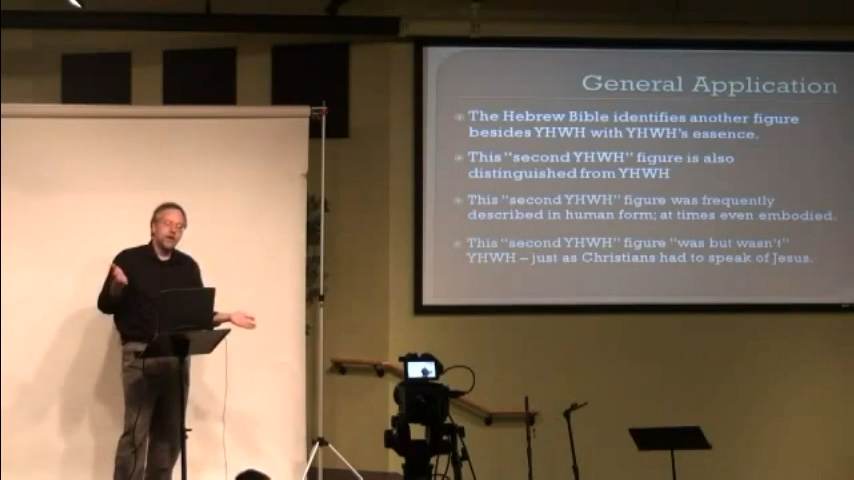 General Application
The Hebrew Bible identifies another figure
besides YHWH with YHWH's essence.
This "second YHWH" figure is also
distinguished from YHWH
This "second YHWH" figure was frequently
described in human form; at times even embodied.
This "second YHWH" figure "was but wasn't"
YHWH – just as Christians had to speak of Jesus.